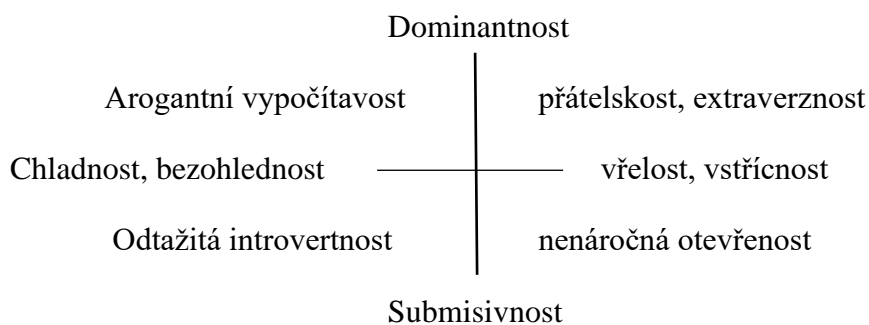 Dominantnost
Arogantní vypočítavost přátelskost, extraverznost
Chladnost, bezohlednost vřelost, vstřícnost
Odtažitá introvertnost nenáročná otevřenost
Submisivnost